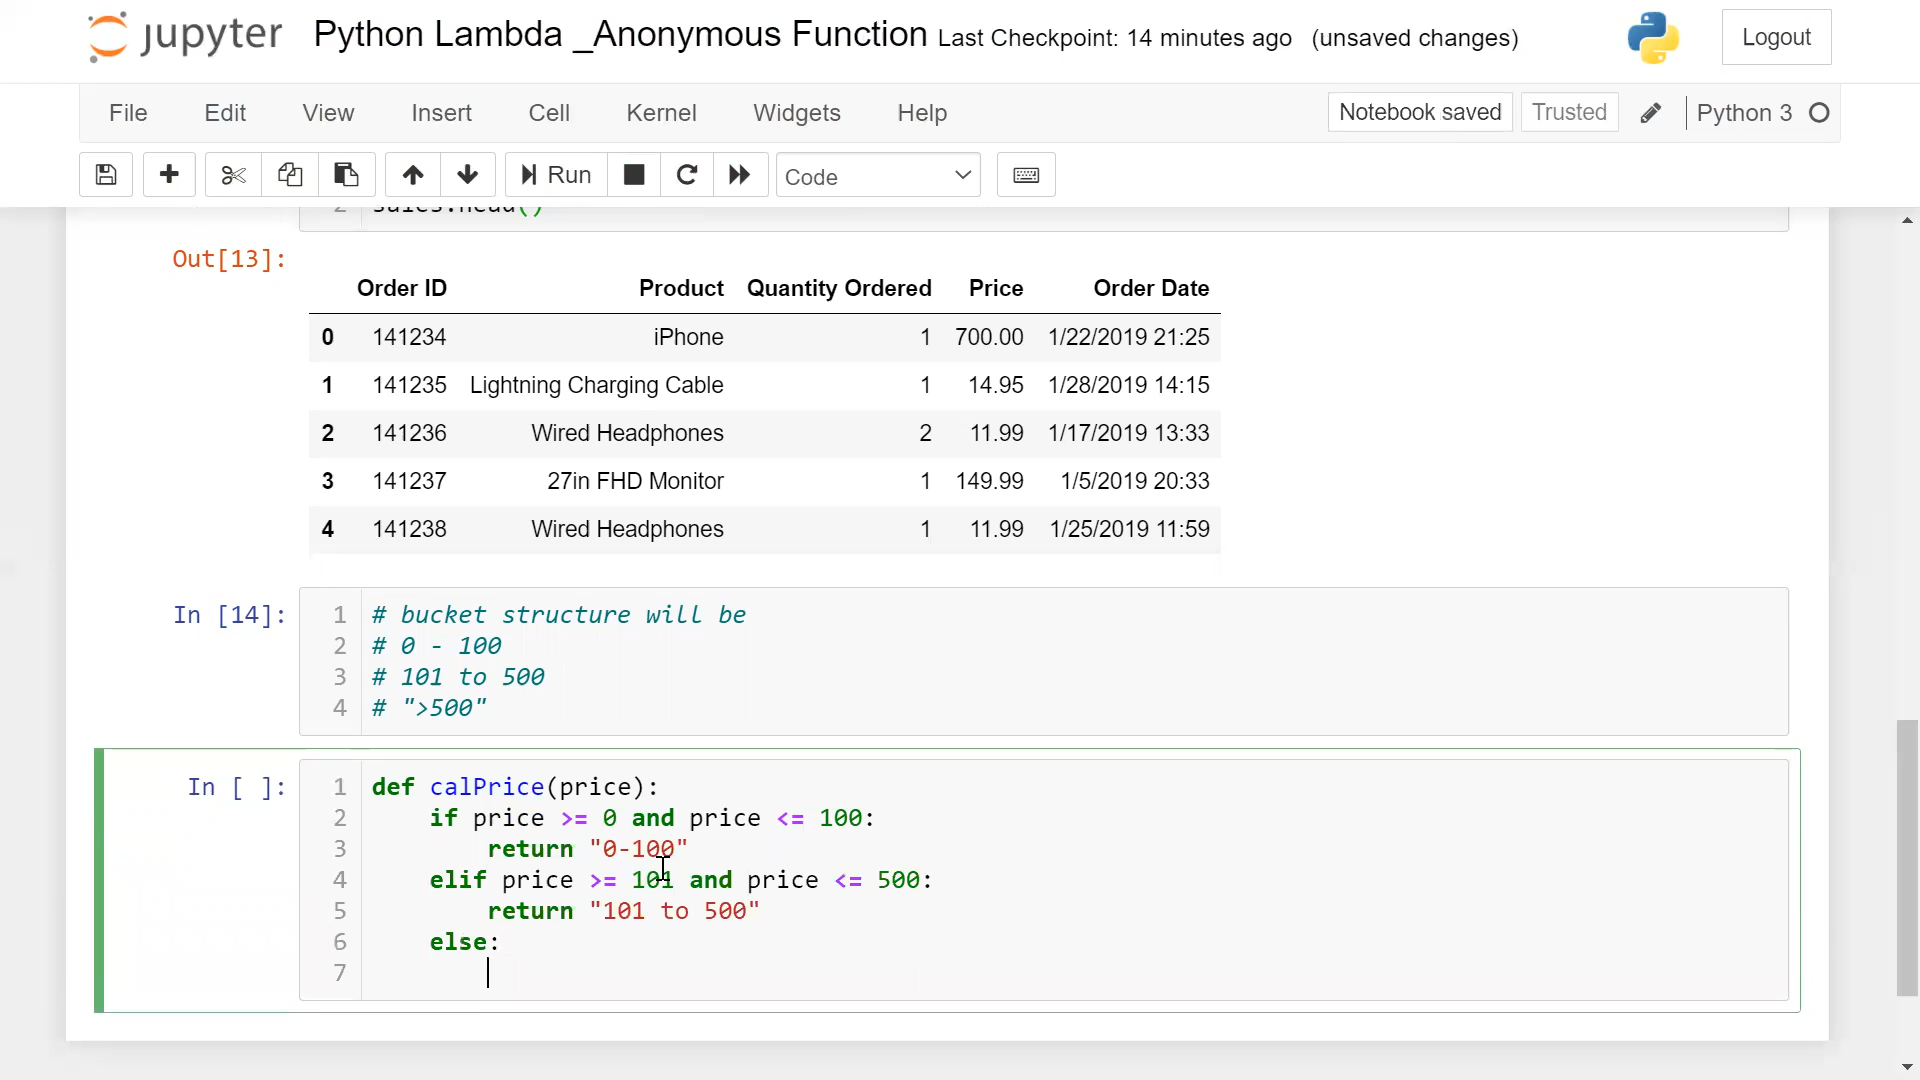 jupyter Python Lambda _Anonymous Function Last Checkpoint: 14 minutes ago (unsaved changes) Logout
File Edit View Insert Cell Kernel Widgets Help Notebook saved Trusted Python 3
Run Code
2 sales.head()
Out[13]:
Order ID Product Quantity Ordered Price Order Date
0 141234 iPhone 1 700.00 1/22/2019 21:25
1 141235 Lightning Charging Cable 1 14.95 1/28/2019 14:15
2 141236 Wired Headphones 2 11.99 1/17/2019 13:33
3 141237 27in FHD Monitor 1 149.99 1/5/2019 20:33
4 141238 Wired Headphones 1 11.99 1/25/2019 11:59
In [14]: 1 # bucket structure will be
2 # 0 - 100
3 # 101 to 500
4 # ">500"
In [ ]: 1 def calPrice(price):
2 if price >= 0 and price <= 100:
3 return "0-100"
4 elif price >= 101 and price <= 500:
5 return "101 to 500"
6 else:
7